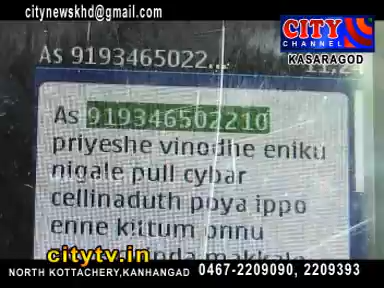 citynewskhd@gmail.com
CITY
CHANNEL
KASARAGOD
As 9193465022...
As 919346502210
priyeshe vinodhe eniku
nigale pull cybar
cellinaduth poya ippo
enne kittum onnu
makkale
citytv.in
NORTH KOTTACHERY,KANHANGAD 0467-2209090, 2209393